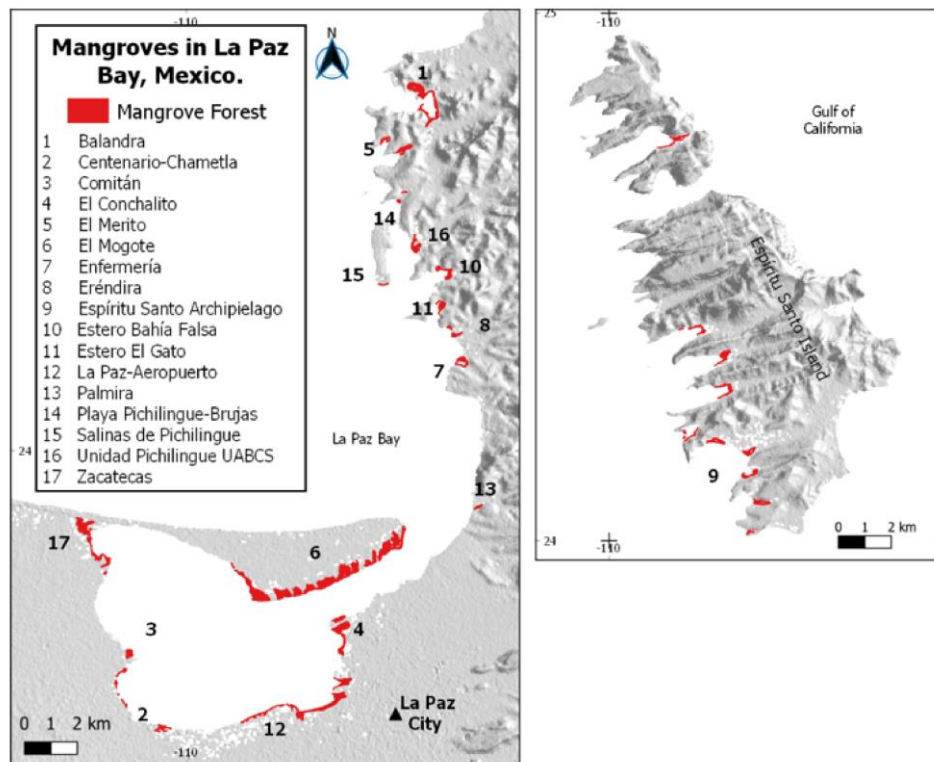 -110
Mangroves in La Paz
Bay, Mexico.
Mangrove Forest
1 Balandra
2 Centenario-Chametla
3 Comitán
4 El Conchalito
5 El Merito
6 El Mogote
7 Enfermería
8 Eréndira
9 Espíritu Santo Archipielago
10 Estero Bahía Falsa
11 Estero El Gato
12 La Paz-Aeropuerto
13 Palmira
14 Playa Pichilingue-Brujas
15 Salinas de Pichilingue
16 Unidad Pichilingue UABCS
17 Zacatecas
N
1
5
14
16
15
10
11
8
7
La Paz Bay
24
13
17
6
3
4
2
12
La Paz
City
0 1 2 km
-110
25
-110
Gulf of
California
Espíritu Santo Island
9
0 1 2 km
24
-110